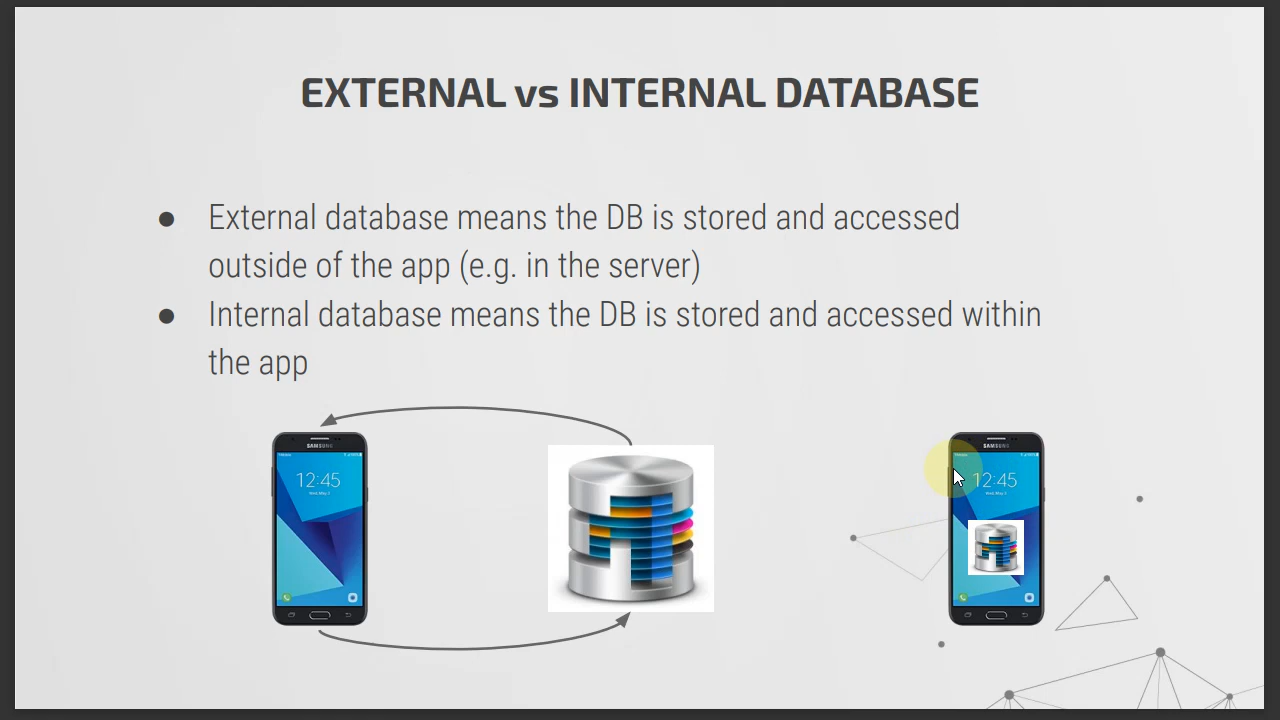 EXTERNAL vs INTERNAL DATABASE
● External database means the DB is stored and accessed
outside of the app (e.g. in the server)
● Internal database means the DB is stored and accessed within
the app
SAMSUNG
12:45
SAMSUNG
12:45